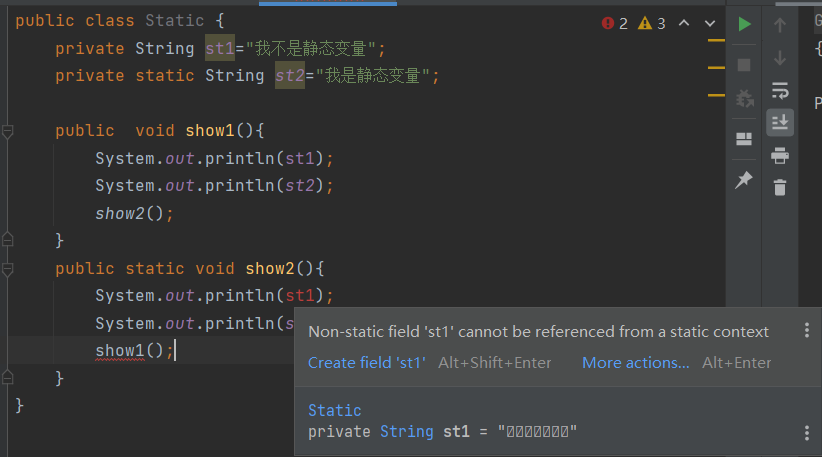 public class Static {
2 3
private String st1="我不是静态变量";
private static String st2="我是静态变量";
public  void show1(){
System.out.println(st1);
System.out.println(st2);
show2();
}
public static void show2(){
System.out.println(st1);
System.out.println(s
show1();
}
}
Non-static field 'st1' cannot be referenced from a static context
Create field 'st1' Alt+Shift+Enter More actions... Alt+Enter
Static
private String st1 = "▯▯▯▯▯▯▯"